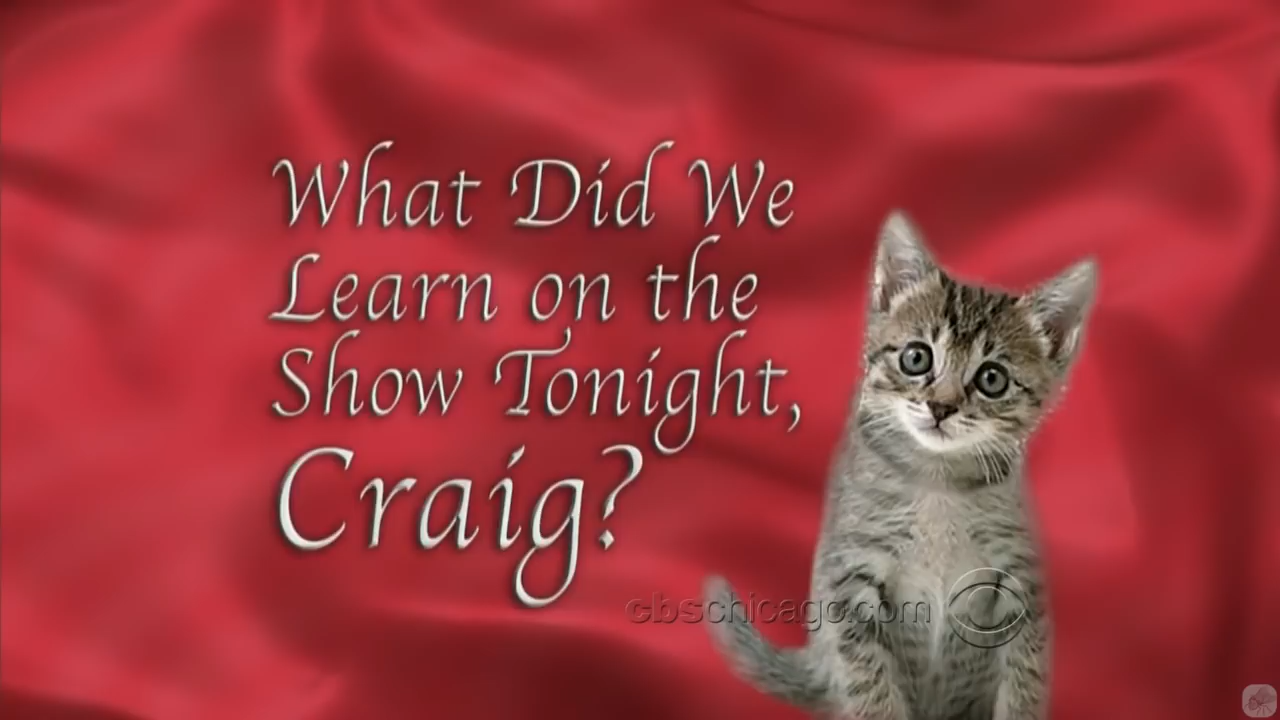 What Did We
Learn on the
Show Tonight,
Craig?
cbschicago.com